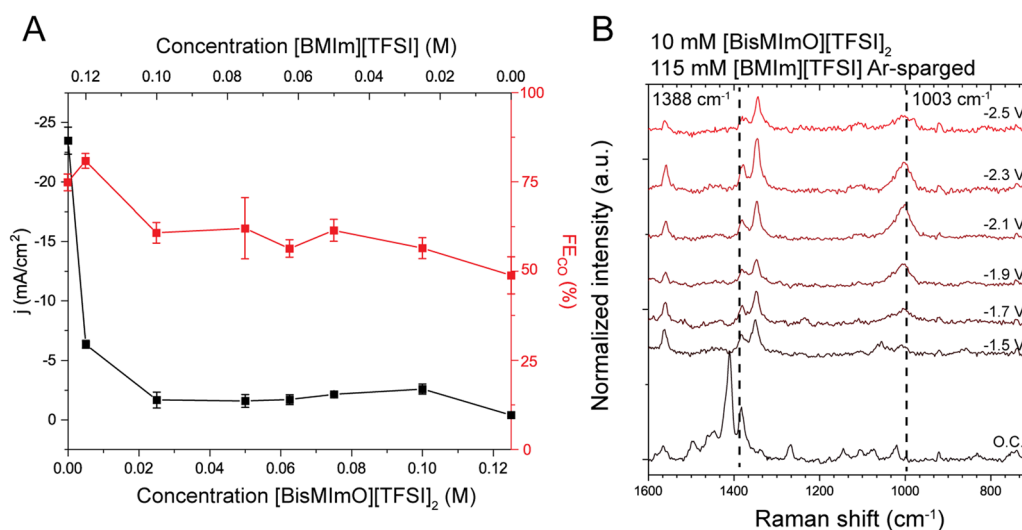 A
Concentration [BMIm][TFSI] (M)
0.12 0.10 0.08 0.06 0.04 0.02 0.00
-25
-20
-15
-10
-5
0
j (mA/cm²)
100
75
50
25
0
FE_CO (%)
0.00 0.02 0.04 0.06 0.08 0.10 0.12
Concentration [BisMImO][TFSI]₂ (M)
B
10 mM [BisMImO][TFSI]₂
115 mM [BMIm][TFSI] Ar-sparged
1388 cm⁻¹ 1003 cm⁻¹
-2.5 V
-2.3 V
-2.1 V
-1.9 V
-1.7 V
-1.5 V
O.C.
Normalized intensity (a.u.)
1600 1400 1200 1000 800
Raman shift (cm⁻¹)